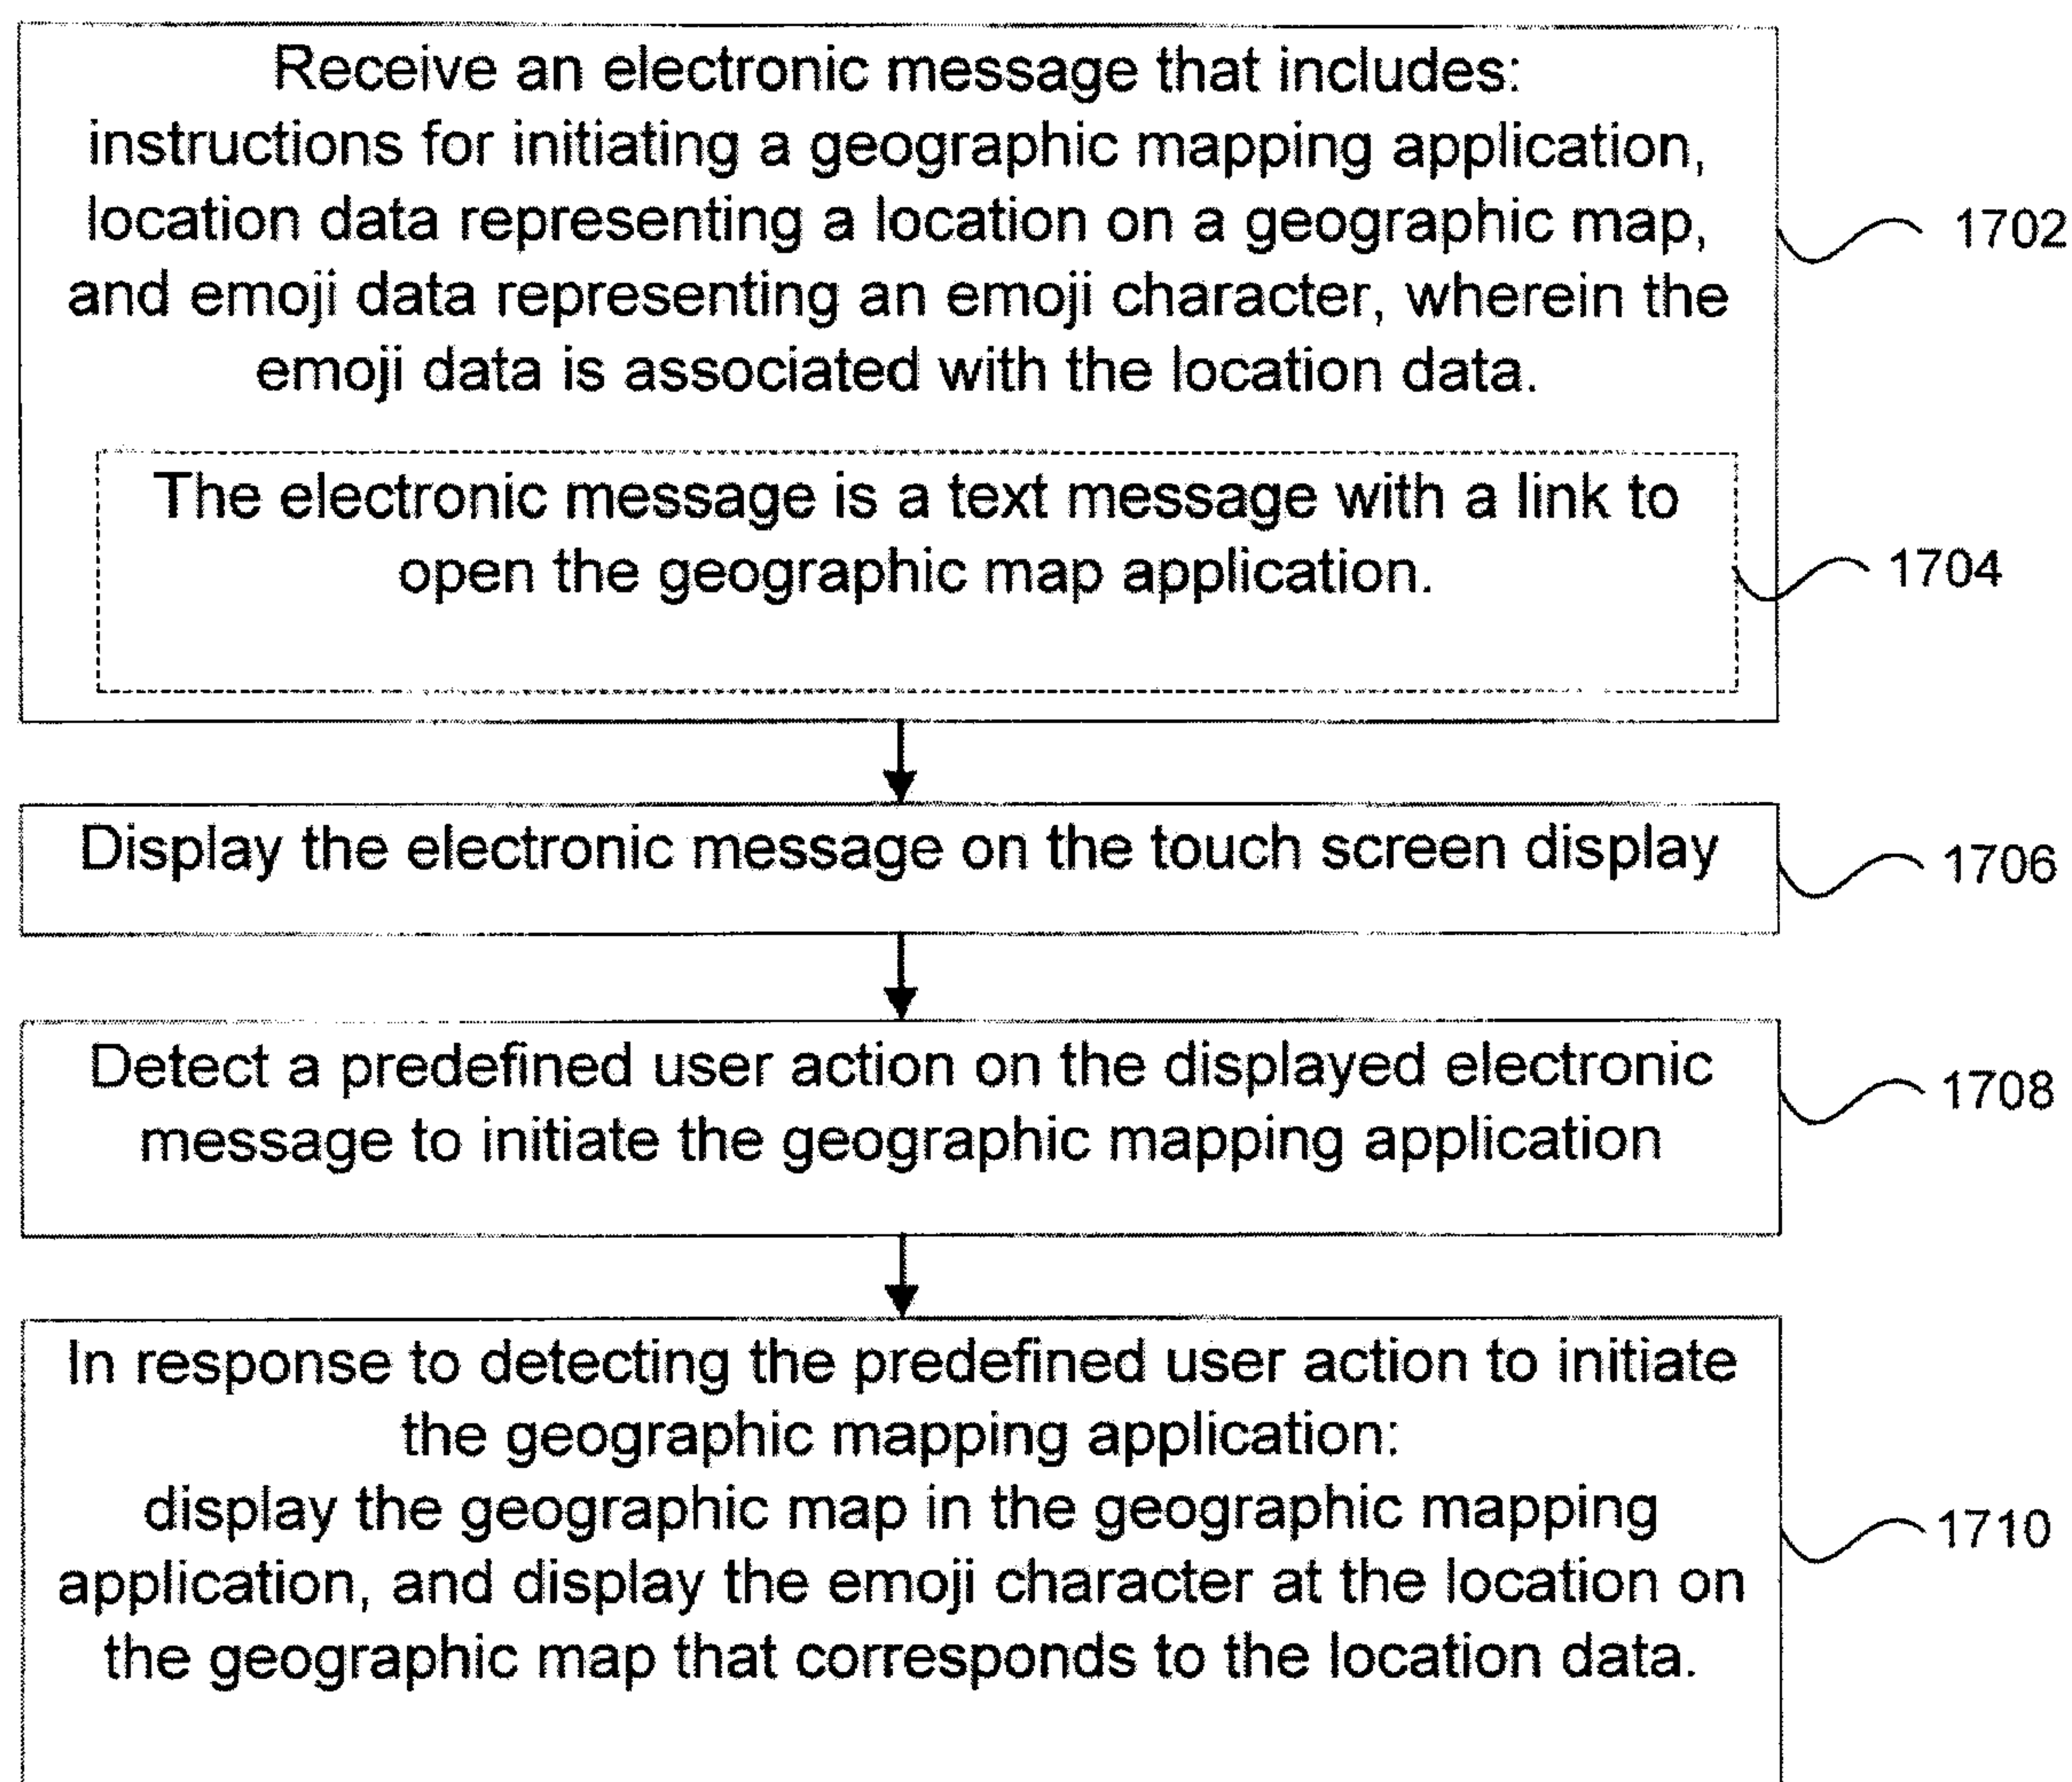 Receive an electronic message that includes:
instructions for initiating a geographic mapping application,
location data representing a location on a geographic map,
and emoji data representing an emoji character, wherein the
emoji data is associated with the location data.
1702
The electronic message is a text message with a link to
open the geographic map application.
1704
Display the electronic message on the touch screen display
1706
Detect a predefined user action on the displayed electronic
message to initiate the geographic mapping application
1708
In response to detecting the predefined user action to initiate
the geographic mapping application:
display the geographic map in the geographic mapping
application, and display the emoji character at the location on
the geographic map that corresponds to the location data.
1710